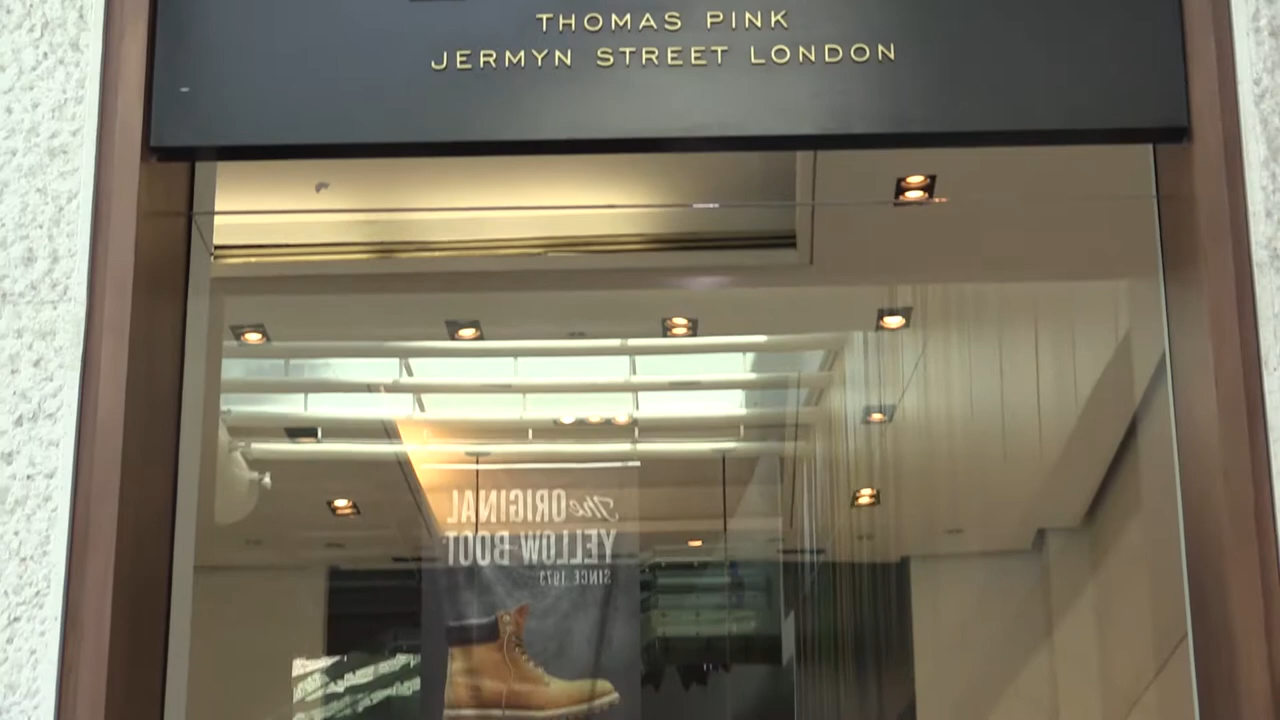 THOMAS PINK
JERMYN STREET LONDON
The ORIGINAL
YELLOW BOOT
SINCE 1973